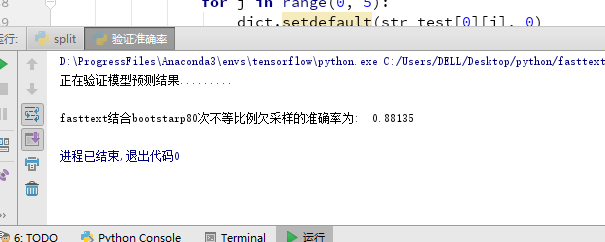 for j in range(0, 5):
9 dict.setdefault(str_test[0][j], 0)
运行: split 验证准确率
D:\ProgressFiles\Anaconda3\envs\tensorflow\python.exe C:/Users/DELL/Desktop/python/fasttext
正在验证模型预测结果.........
fasttext结合bootstarp80次不等比例欠采样的准确率为: 0.88135
进程已结束,退出代码0
6: TODO Python Console Terminal 运行